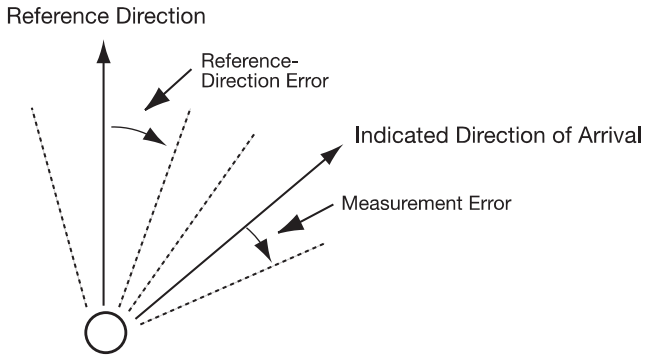 Reference Direction
Reference-
Direction Error
Indicated Direction of Arrival
Measurement Error